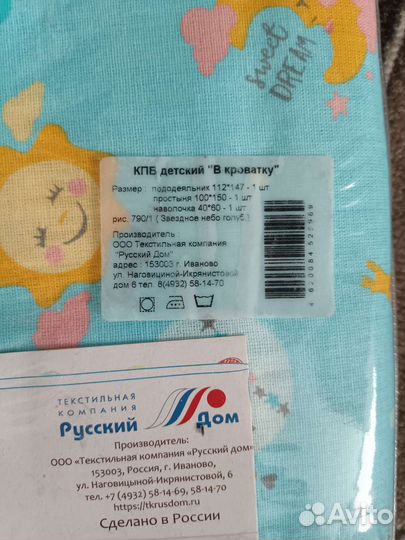 sweet
DREAM
КПБ детский "В кроватку"
Размер : пододеяльник 112*147 - 1 шт
простыня 100*150 - 1 шт
наволочка 40*60 - 1 шт
рис. 790/1 ( Звездное небо голуб.)
Производитель :
ООО Текстильная компания
"Русский Дом"
адрес : 153003 г. Иваново
ул. Наговициной-Икрянистовой
дом 6 тел. 8(4932) 58-14-70
ТЕКСТИЛЬНАЯ
КОМПАНИЯ
Русский Дом
Производитель:
ООО «Текстильная компания «Русский дом»
153003, Россия, г. Иваново,
ул. Наговицыной-Икрянистовой, 6
тел. +7 (4932) 58-14-69, 58-14-70
https://tkrusdom.ru
Сделано в России
Avito